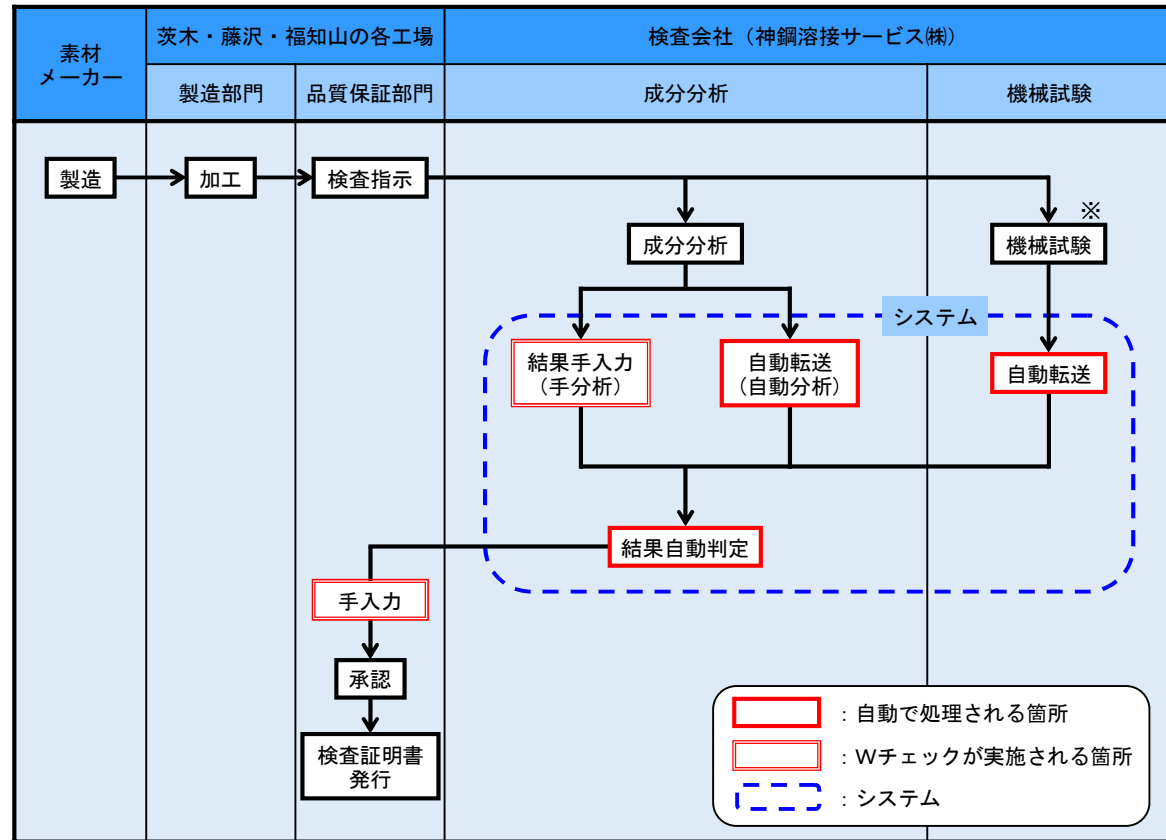 素材
メーカー
茨木・藤沢・福知山の各工場
検査会社（神鋼溶接サービス㈱）
製造部門
品質保証部門
成分分析
機械試験
製造
加工
検査指示
※
成分分析
機械試験
システム
結果手入力
（手分析）
自動転送
（自動分析）
自動転送
結果自動判定
手入力
承認
検査証明書
発行
：自動で処理される箇所
：Wチェックが実施される箇所
：システム